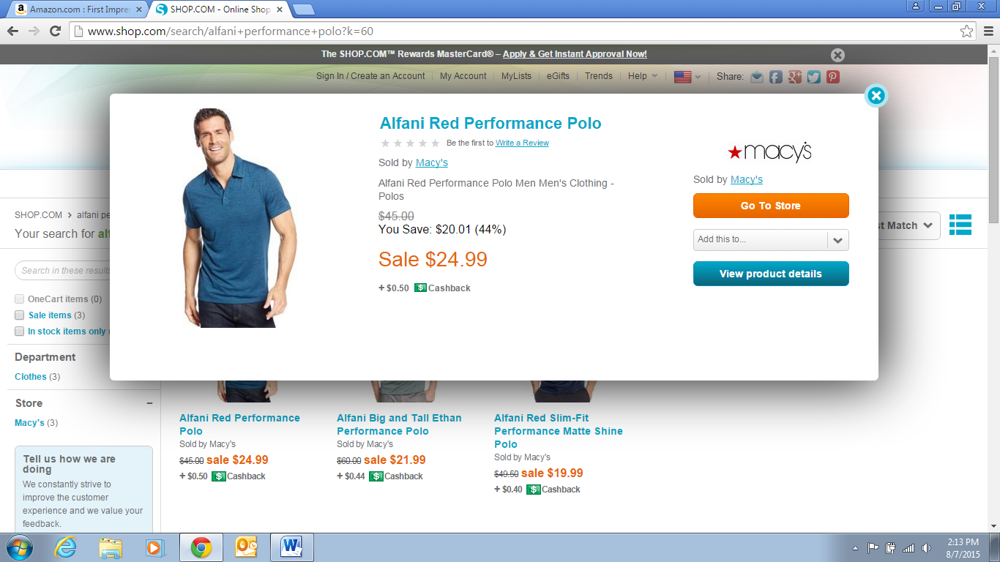 Amazon.com : First Impre
SHOP.COM - Online Shop
www.shop.com/search/alfani+performance+polo?k=60
The SHOP.COM™ Rewards MasterCard® – Apply & Get Instant Approval Now!
Sign In / Create an Account | My Account | MyLists | eGifts | Trends | Help | Share:
Alfani Red Performance Polo
Be the first to Write a Review
Sold by Macy's
Alfani Red Performance Polo Men Men's Clothing -
Polos
$45.00
You Save: $20.01 (44%)
Sale $24.99
+ $0.50 $ Cashback
★macy's
Sold by Macy's
Go To Store
Add this to...
View product details
SHOP.COM > alfani pe
Your search for alf
st Match
Search in these results
OneCart items (0)
Sale items (3)
In stock items only
Department
Clothes (3)
Store –
Macy's (3)
Tell us how we are
doing
We constantly strive to
improve the customer
experience and we value your
feedback.
Alfani Red Performance
Polo
Sold by Macy's
$45.00 sale $24.99
+ $0.50 $ Cashback
Alfani Big and Tall Ethan
Performance Polo
Sold by Macy's
$60.00 sale $21.99
+ $0.44 $ Cashback
Alfani Red Slim-Fit
Performance Matte Shine
Polo
Sold by Macy's
$49.50 sale $19.99
+ $0.40 $ Cashback
2:13 PM
8/7/2015